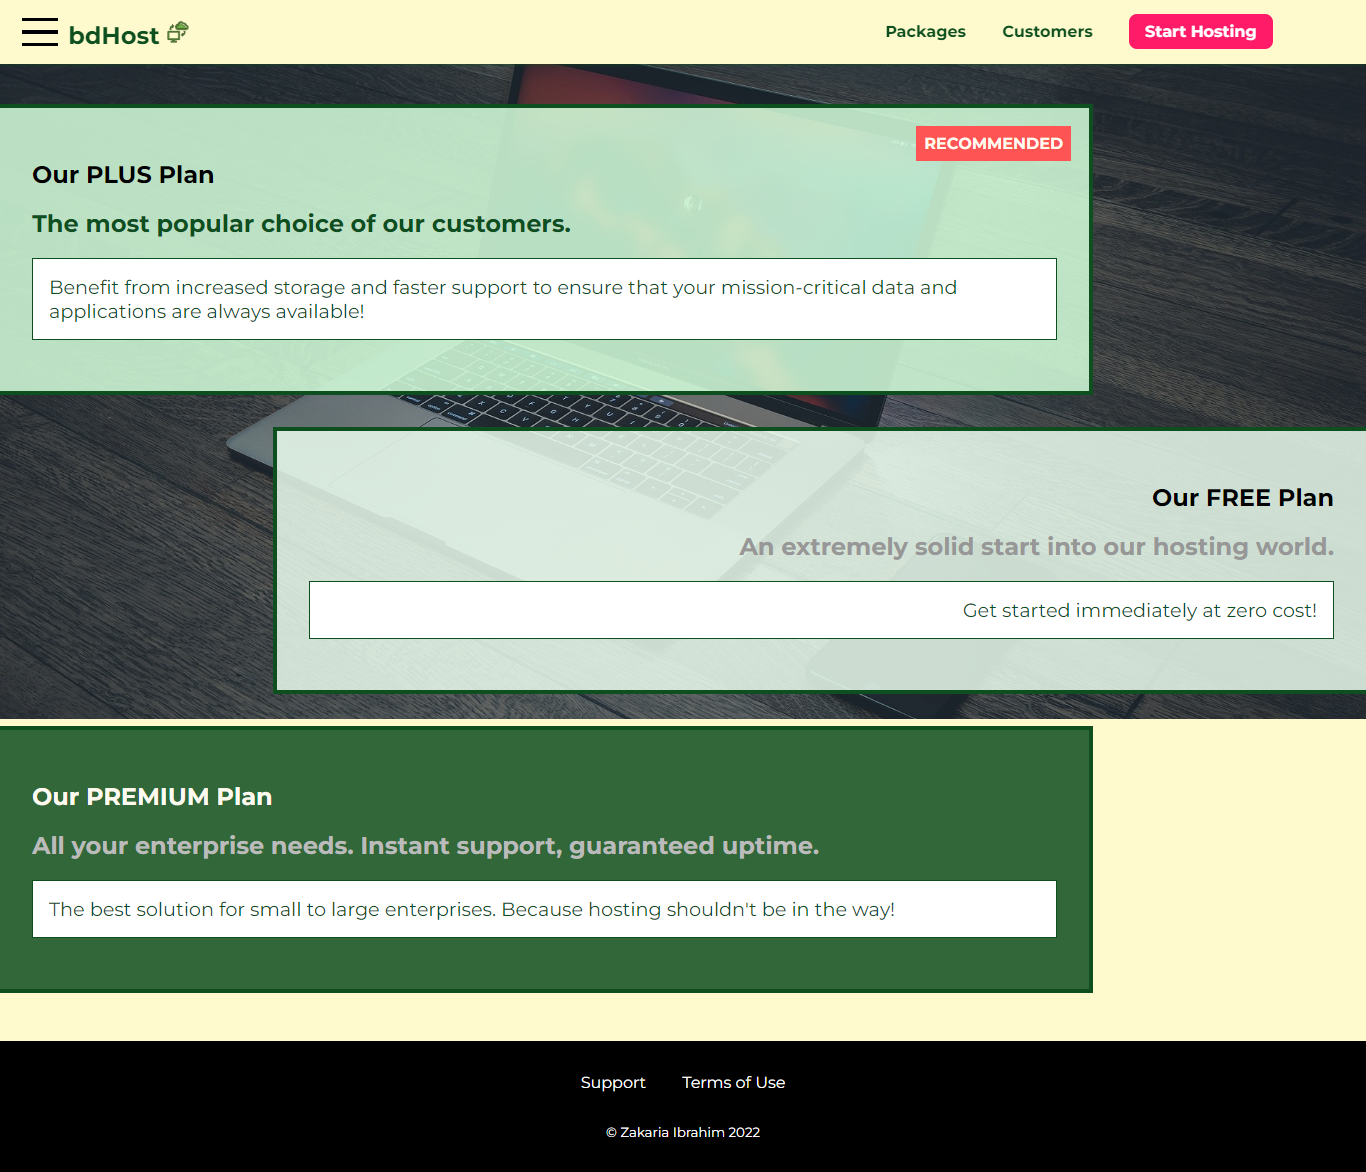 bdHost
Packages
Customers
Start Hosting
RECOMMENDED
Our PLUS Plan
The most popular choice of our customers.
Benefit from increased storage and faster support to ensure that your mission-critical data and
applications are always available!
Our FREE Plan
An extremely solid start into our hosting world.
Get started immediately at zero cost!
Our PREMIUM Plan
All your enterprise needs. Instant support, guaranteed uptime.
The best solution for small to large enterprises. Because hosting shouldn't be in the way!
Support
Terms of Use
© Zakaria Ibrahim 2022